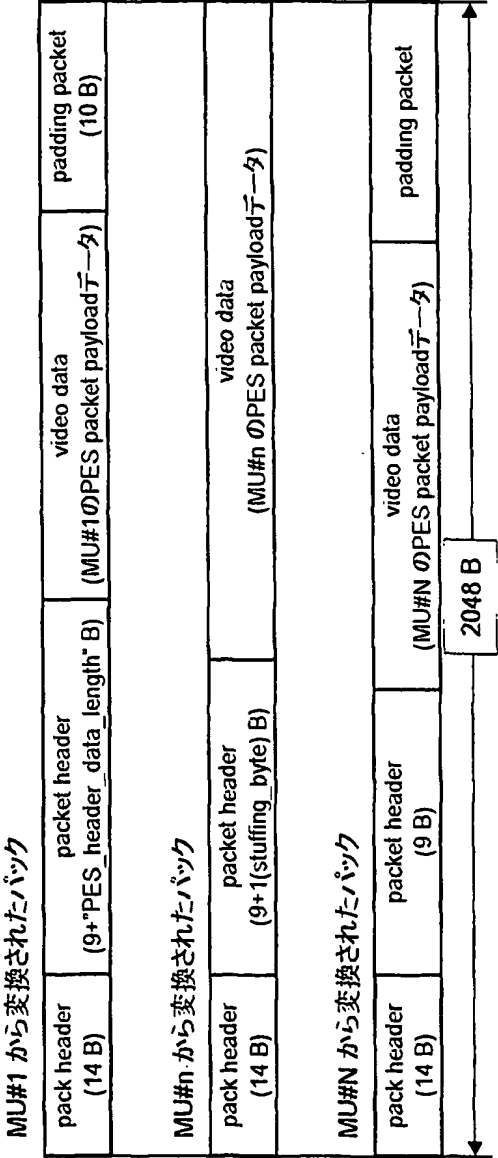 MU#1 から変換されたパック
pack header
(14 B)
packet header
(9+"PES_header_data_length" B)
video data
(MU#1のPES packet payloadデータ)
padding packet
(10 B)
MU#n から変換されたパック
pack header
(14 B)
packet header
(9+1(stuffing_byte) B)
video data
(MU#n のPES packet payloadデータ)
MU#N から変換されたパック
pack header
(14 B)
packet header
(9 B)
video data
(MU#N のPES packet payloadデータ)
padding packet
2048 B